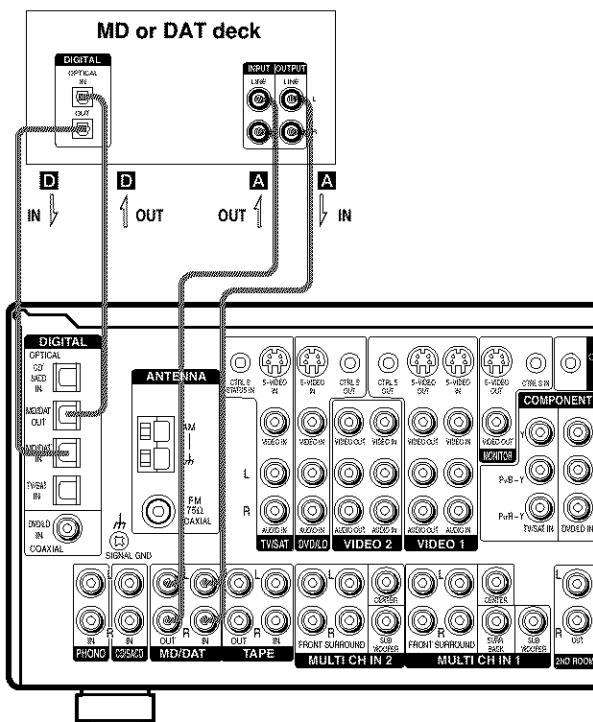 MD or DAT deck
DIGITAL
OPTICAL
IN
OUT
INPUT OUTPUT
LINE LINE
L
R
D D A A
IN OUT OUT IN
DIGITAL
OPTICAL
CD/
SACD
IN
MD/DAT
OUT
MD/DAT
IN
TV/SAT
IN
DVD/LD
IN
COAXIAL
ANTENNA
AM
FM
75Ω
COAXIAL
SIGNAL GND
CTRL S
STATUS IN
S-VIDEO
IN
S-VIDEO
IN
CTRL S
OUT
CTRL S
OUT
S-VIDEO
OUT
S-VIDEO
IN
S-VIDEO
OUT
CTRL S IN
COMPONENT
VIDEO IN VIDEO IN VIDEO OUT VIDEO IN VIDEO OUT VIDEO IN VIDEO OUT
MONITOR
Y
L
R
AUDIO IN AUDIO IN AUDIO OUT AUDIO IN AUDIO OUT AUDIO IN
TV/SAT IN DVD/LD IN
TV/SAT DVD/LD VIDEO 2 VIDEO 1
L L L L L
CENTER CENTER
R R R R R
IN IN OUT IN OUT IN
FRONT SURROUND SUB
WOOFER
FRONT SURROUND SURR
BACK
SUB
WOOFER
OUT
PHONO CD/SACD MD/DAT TAPE MULTI CH IN 2 MULTI CH IN 1 2ND ROOM